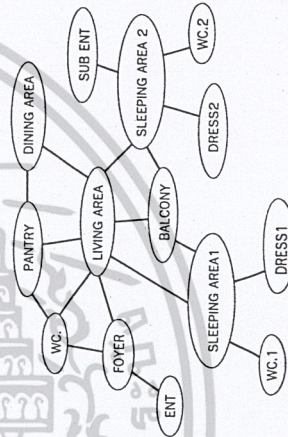 SUB ENT
WC.2
SLEEPING AREA 2
DRESS2
DINING AREA
LIVING AREA
BALCONY
PANTRY
SLEEPING AREA1
DRESS1
WC.1
WC.
FOYER
ENT